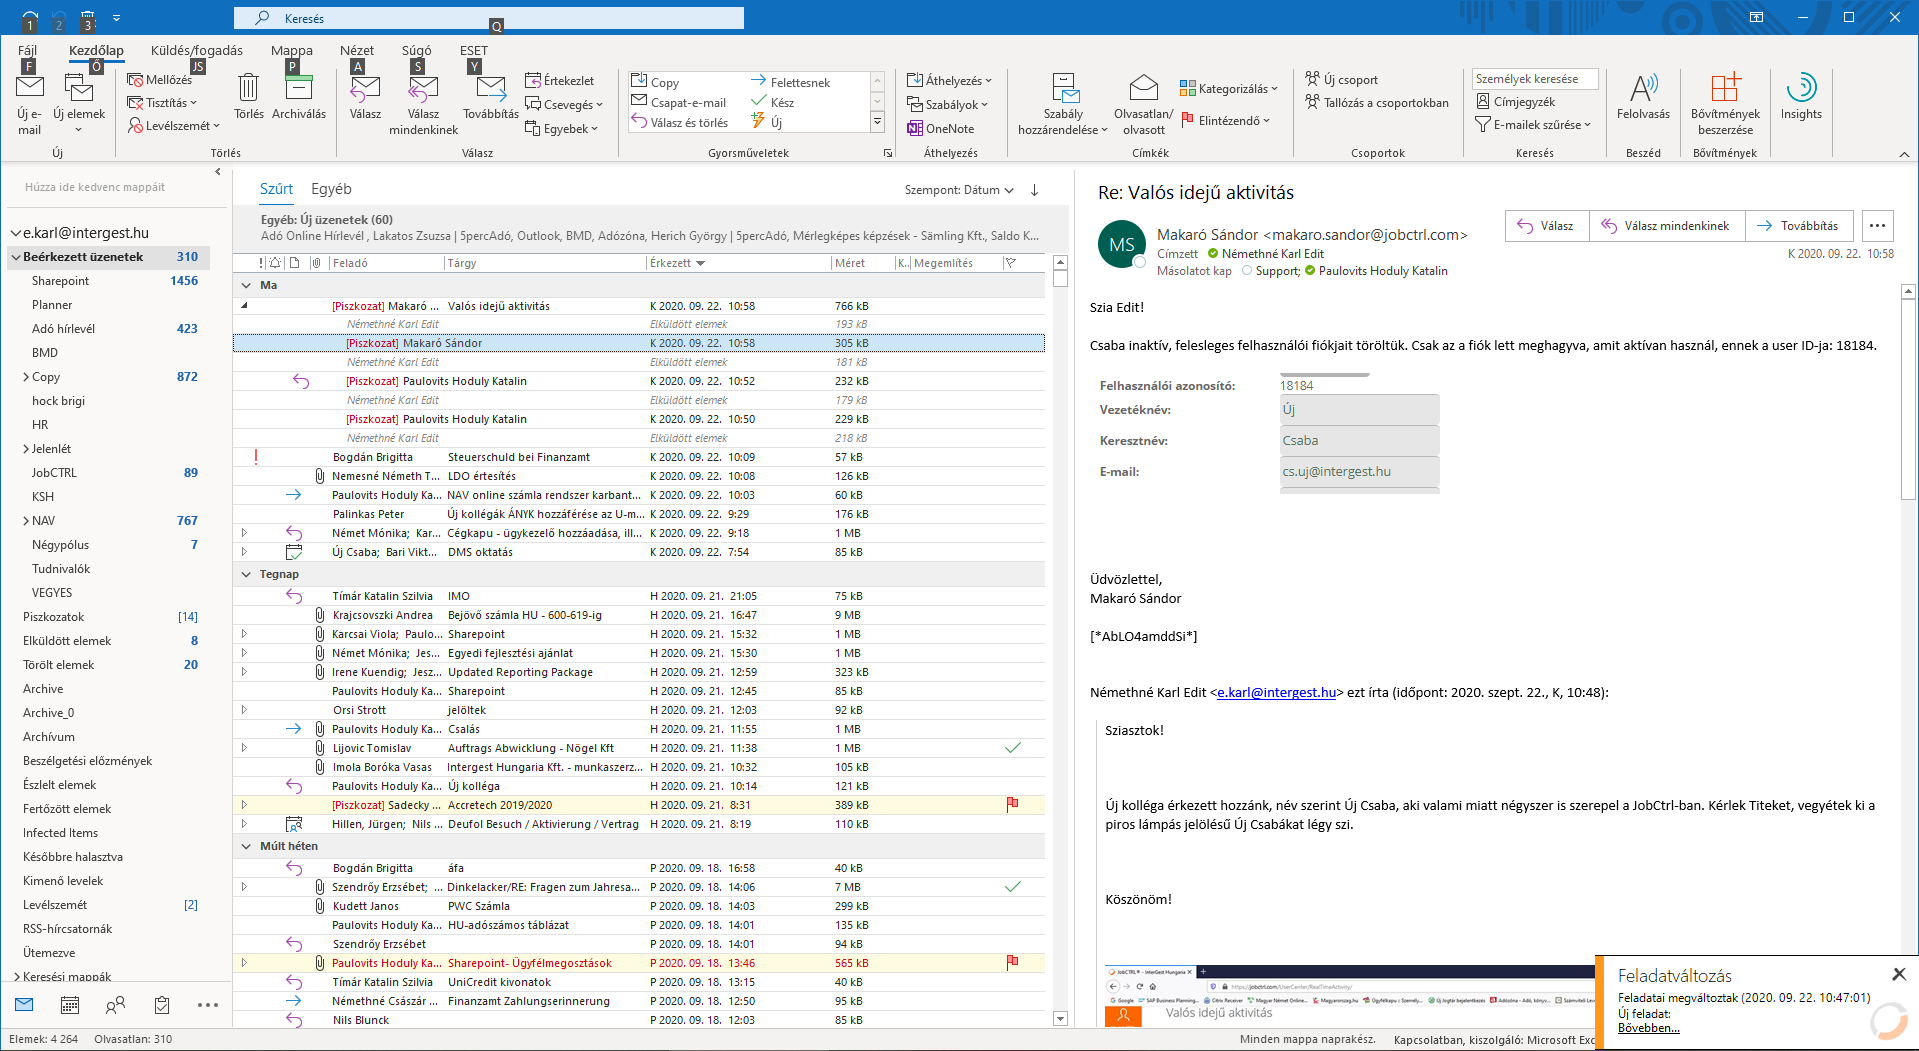 1 2 3
Keresés
Q
Fájl Kezdőlap Küldés/fogadás Mappa Nézet Súgó ESET
F Ő JS P A S Y
Új e-mail
Új elemek
Mellőzés
Tisztítás
Levélszemét
Törlés
Archiválás
Válasz
Válasz mindenkinek
Továbbítás
Értekezlet
Csevegés
Egyebek
Copy
Csapat-e-mail
Válasz és törlés
Felettesnek
Kész
Új
Áthelyezés
Szabályok
OneNote
Szabály hozzárendelése
Olvasatlan/olvasott
Kategorizálás
Elintézendő
Új csoport
Tallózás a csoportokban
Személyek keresése
Címjegyzék
E-mailek szűrése
Felolvasás
Bővítmények beszerzése
Insights
Új Törlés Válasz Gyorsműveletek Áthelyezés Címkék Csoportok Keresés Beszéd Bővítmények
Húzza ide kedvenc mappáit
e.karl@intergest.hu
Beérkezett üzenetek 310
Sharepoint 1456
Planner
Adó hírlevél 423
BMD
Copy 872
hock brigi
HR
Jelenlét
JobCTRL 89
KSH
NAV 767
Négypólus 7
Tudnivalók
VEGYES
Piszkozatok [14]
Elküldött elemek 8
Törölt elemek 20
Archive
Archive_0
Archívum
Beszélgetési előzmények
Észlelt elemek
Fertőzött elemek
Infected Items
Későbbre halasztva
Kimenő levelek
Levélszemét [2]
RSS-hírcsatornák
Ütemezve
Keresési mappák
Szűrt Egyéb
Szempont: Dátum
Egyéb: Új üzenetek (60)
Adó Online Hírlevél , Lakatos Zsuzsa | 5percAdó, Outlook, BMD, Adózóna, Herich György | 5percAdó, Mérlegképes képzések - Sämling Kft., Saldo K...
Feladó Tárgy Érkezett Méret K.. Megemlítés
Ma
[Piszkozat] Makaró ... Valós idejű aktivitás K 2020. 09. 22. 10:58 766 kB
Némethné Karl Edit Elküldött elemek 193 kB
[Piszkozat] Makaró Sándor K 2020. 09. 22. 10:58 305 kB
Némethné Karl Edit Elküldött elemek 181 kB
[Piszkozat] Paulovits Hoduly Katalin K 2020. 09. 22. 10:52 232 kB
Némethné Karl Edit Elküldött elemek 179 kB
[Piszkozat] Paulovits Hoduly Katalin K 2020. 09. 22. 10:50 229 kB
Némethné Karl Edit Elküldött elemek 218 kB
Bogdán Brigitta Steuerschuld bei Finanzamt K 2020. 09. 22. 10:09 57 kB
Nemesné Németh T... LDO értesítés K 2020. 09. 22. 10:08 126 kB
Paulovits Hoduly Ka... NAV online számla rendszer karbant... K 2020. 09. 22. 10:03 60 kB
Palinkas Peter Új kollégák ÁNYK hozzáférése az U-m... K 2020. 09. 22. 9:29 176 kB
Német Mónika; Kar... Cégkapu - ügykezelő hozzáadása, ill... K 2020. 09. 22. 9:18 1 MB
Új Csaba; Bari Vikt... DMS oktatás K 2020. 09. 22. 7:54 85 kB
Tegnap
Tímár Katalin Szilvia IMO H 2020. 09. 21. 21:05 75 kB
Krajcsovszki Andrea Bejövő számla HU - 600-619-ig H 2020. 09. 21. 16:47 9 MB
Karcsai Viola; Paulo... Sharepoint H 2020. 09. 21. 15:32 1 MB
Német Mónika; Jes... Egyedi fejlesztési ajánlat H 2020. 09. 21. 15:30 1 MB
Irene Kuendig; Jesz... Updated Reporting Package H 2020. 09. 21. 12:59 323 kB
Paulovits Hoduly Ka... Sharepoint H 2020. 09. 21. 12:45 85 kB
Orsi Strott jelöltek H 2020. 09. 21. 12:03 92 kB
Paulovits Hoduly Ka... Csalás H 2020. 09. 21. 11:55 1 MB
Lijovic Tomislav Auftrags Abwicklung - Nögel Kft H 2020. 09. 21. 11:38 1 MB
Imola Boróka Vasas Intergest Hungaria Kft. - munkaszerz... H 2020. 09. 21. 10:32 105 kB
Paulovits Hoduly Ka... Új kolléga H 2020. 09. 21. 10:14 121 kB
[Piszkozat] Sadecky ... Accretech 2019/2020 H 2020. 09. 21. 8:31 389 kB
Hillen, Jürgen; Nils ... Deufol Besuch / Aktivierung / Vertrag H 2020. 09. 21. 8:19 110 kB
Múlt héten
Bogdán Brigitta áfa P 2020. 09. 18. 16:58 40 kB
Szendrőy Erzsébet; ... Dinkelacker/RE: Fragen zum Jahresa... P 2020. 09. 18. 14:06 7 MB
Kudett Janos PWC Számla P 2020. 09. 18. 14:03 299 kB
Paulovits Hoduly Ka... HU-adószámos táblázat P 2020. 09. 18. 14:01 135 kB
Szendrőy Erzsébet P 2020. 09. 18. 14:01 94 kB
Paulovits Hoduly Ka... Sharepoint- Ügyfélmegosztások P 2020. 09. 18. 13:46 565 kB
Tímár Katalin Szilvia UniCredit kivonatok P 2020. 09. 18. 13:15 40 kB
Némethné Császár ... Finanzamt Zahlungserinnerung P 2020. 09. 18. 12:50 95 kB
Nils Blunck P 2020. 09. 18. 12:03 85 kB
Re: Valós idejű aktivitás
MS
Makaró Sándor <makaro.sandor@jobctrl.com>
Címzett Némethné Karl Edit
Másolatot kap Support; Paulovits Hoduly Katalin
Válasz Válasz mindenkinek Továbbítás
K 2020. 09. 22. 10:58
Szia Edit!
Csaba inaktív, felesleges felhasználói fiókjait töröltük. Csak az a fiók lett meghagyva, amit aktívan használ, ennek a user ID-ja: 18184.
Felhasználói azonosító: 18184
Vezetéknév: Új
Keresztnév: Csaba
E-mail: cs.uj@intergest.hu
Üdvözlettel,
Makaró Sándor
[*AbLO4amddSi*]
Némethné Karl Edit <e.karl@intergest.hu> ezt írta (időpont: 2020. szept. 22., K, 10:48):
Sziasztok!
Új kolléga érkezett hozzánk, név szerint Új Csaba, aki valami miatt négyszer is szerepel a JobCtrl-ban. Kérlek Titeket, vegyétek ki a
piros lámpás jelölésű Új Csabákat légy szi.
Köszönöm!
JobCTRL® - InterGest Hungaria
https://jobctrl.com/UserCenter/RealTimeActivity/
Valós idejű aktivitás
Feladatváltozás
Feladatai megváltoztak (2020. 09. 22. 10:47:01)
Új feladat:
Bővebben...
Elemek: 4 264 Olvasatlan: 310
Minden mappa naprakész. Kapcsolatban, kiszolgáló: Microsoft Exc